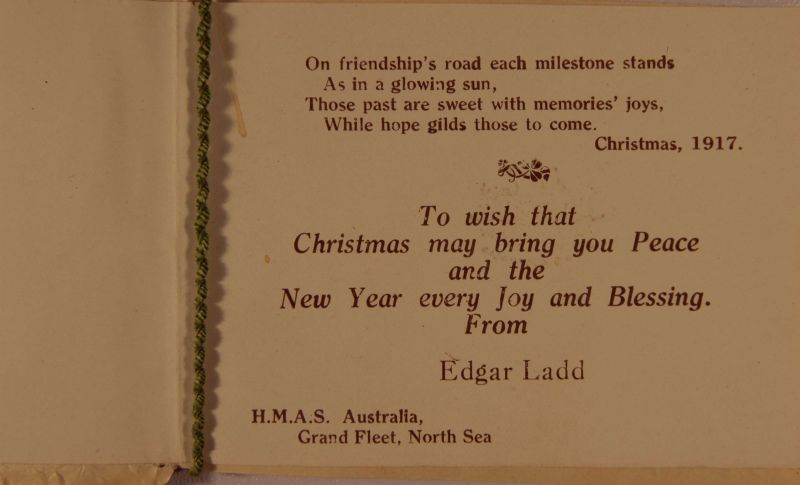 On friendship's road each milestone stands
As in a glowing sun,
Those past are sweet with memories' joys,
While hope gilds those to come.
Christmas, 1917.
To wish that
Christmas may bring you Peace
and the
New Year every Joy and Blessing.
From
Edgar Ladd
H.M.A.S. Australia,
Grand Fleet, North Sea